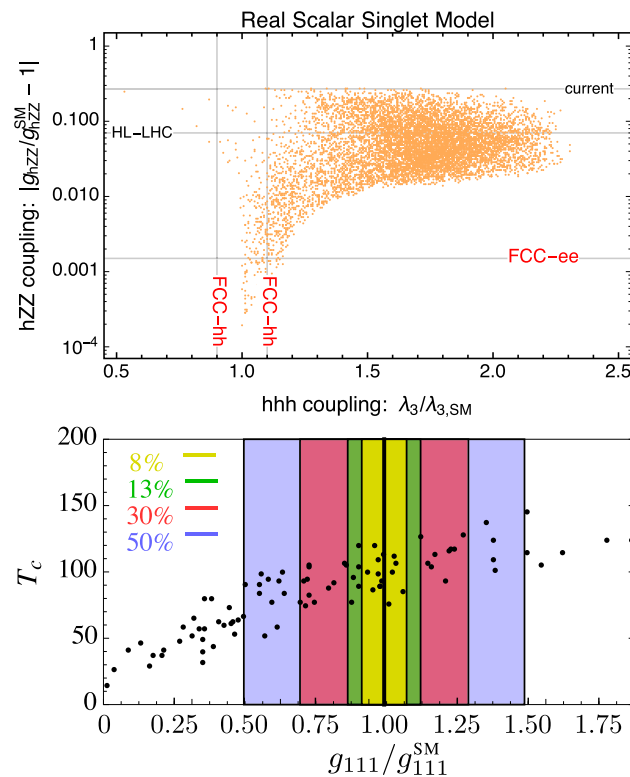 Real Scalar Singlet Model
hZZ coupling: |g_hZZ/g_hZZ^SM − 1|
1
0.100
0.010
0.001
10^−4
current
HL−LHC
FCC−ee
FCC−hh
FCC−hh
0.5 1.0 1.5 2.0 2.5
hhh coupling: λ_3/λ_3,SM
T_c
200
150
100
50
0
8%
13%
30%
50%
0 0.25 0.50 0.75 1.00 1.25 1.50 1.75
g_111/g_111^SM